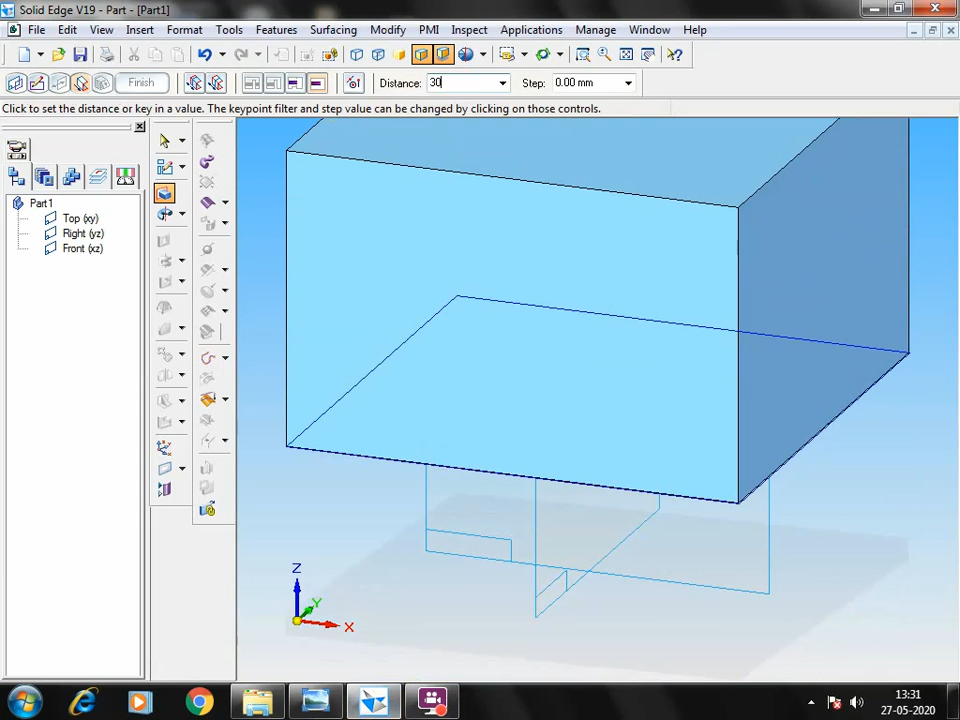 Solid Edge V19 - Part - [Part1]
File Edit View Insert Format Tools Features Surfacing Modify PMI Inspect Applications Manage Window Help
Finish Distance: 30 Step: 0.00 mm
Click to set the distance or key in a value. The keypoint filter and step value can be changed by clicking on those controls.
Part1
Top (xy)
Right (yz)
Front (xz)
Z
Y
X
13:31
27-05-2020